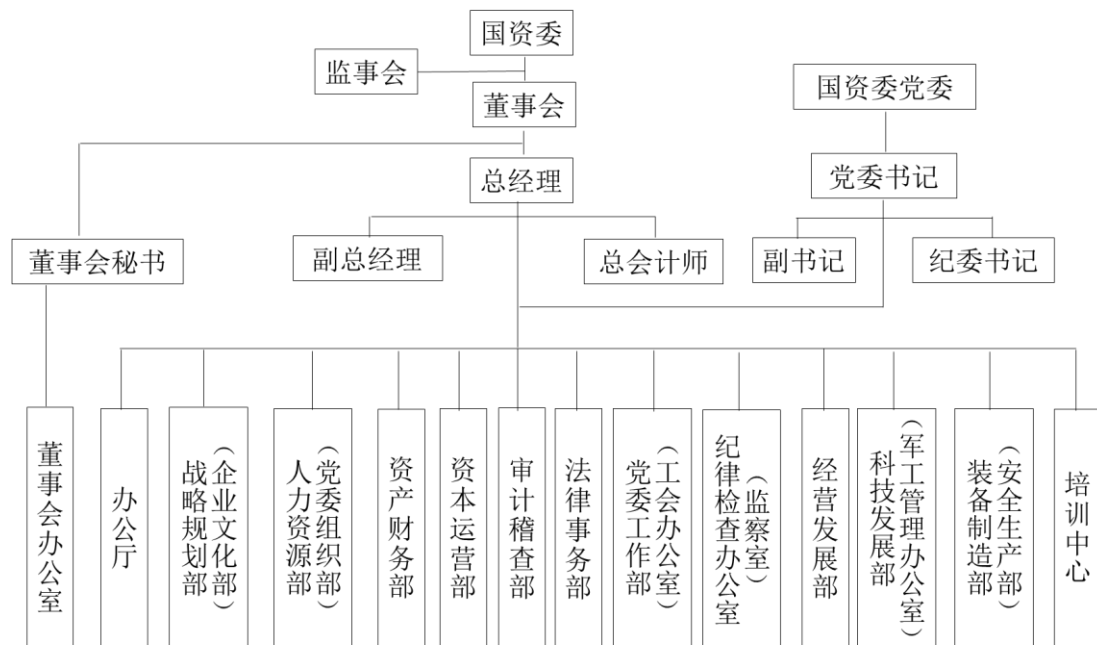 国资委
监事会
董事会
国资委党委
总经理
党委书记
董事会秘书
副总经理
总会计师
副书记
纪委书记
董事会办公室
办公厅
战略规划部
（企业文化部）
人力资源部
（党委组织部）
资产财务部
资本运营部
审计稽查部
法律事务部
党委工作部
（工会办公室）
纪律检查办公室
（监察室）
经营发展部
科技发展部
（军工管理办公室）
装备制造部
（安全生产部）
培训中心